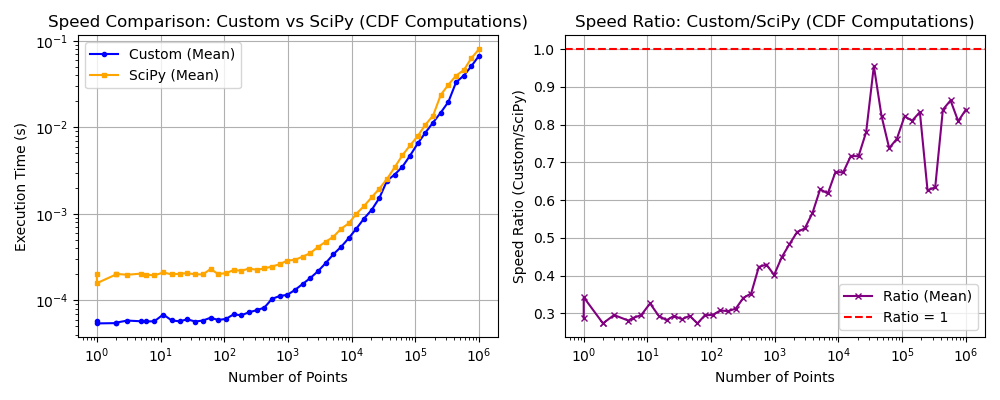 Speed Comparison: Custom vs SciPy (CDF Computations)
Custom (Mean)
SciPy (Mean)
Execution Time (s)
10⁻¹
10⁻²
10⁻³
10⁻⁴
10⁰ 10¹ 10² 10³ 10⁴ 10⁵ 10⁶
Number of Points
Speed Ratio: Custom/SciPy (CDF Computations)
Speed Ratio (Custom/SciPy)
1.0
0.9
0.8
0.7
0.6
0.5
0.4
0.3
Ratio (Mean)
Ratio = 1
10⁰ 10¹ 10² 10³ 10⁴ 10⁵ 10⁶
Number of Points